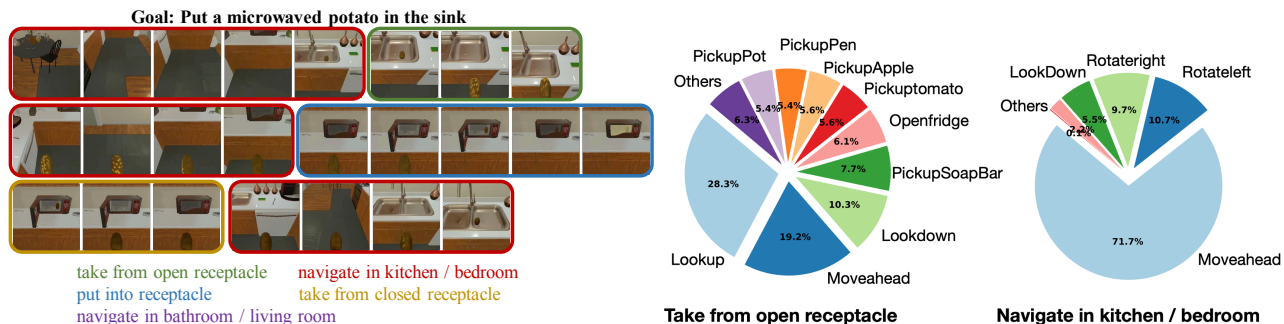 Goal: Put a microwaved potato in the sink
take from open receptacle
navigate in kitchen / bedroom
put into receptacle
take from closed receptacle
navigate in bathroom / living room
PickupPen
PickupPot
PickupApple
Others
Pickuptomato
Openfridge
PickupSoapBar
Lookdown
Moveahead
Lookup
5.4%
5.4%
5.6%
5.6%
6.3%
6.1%
7.7%
28.3%
10.3%
19.2%
Take from open receptacle
Rotateright
LookDown
Rotateleft
Others
Moveahead
9.7%
5.5%
10.7%
2.2%
0.1%
71.7%
Navigate in kitchen / bedroom